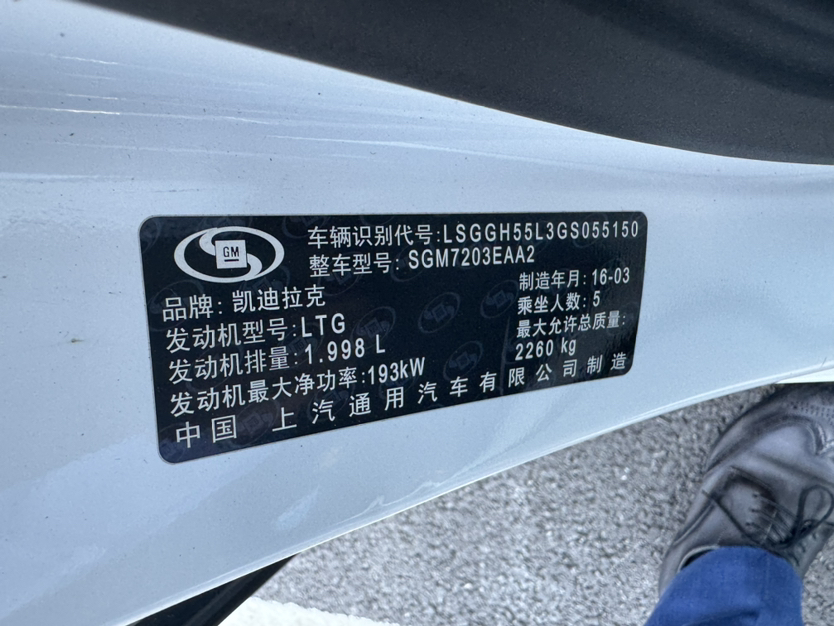 GM
车辆识别代号:LSGGH55L3GS055150
整车型号: SGM7203EAA2
品牌: 凯迪拉克
制造年月: 16-03
发动机型号:LTG
乘坐人数: 5
发动机排量: 1.998 L
最大允许总质量:
2260 kg
发动机最大净功率:193kW
中国 上汽通用汽车有限公司制造